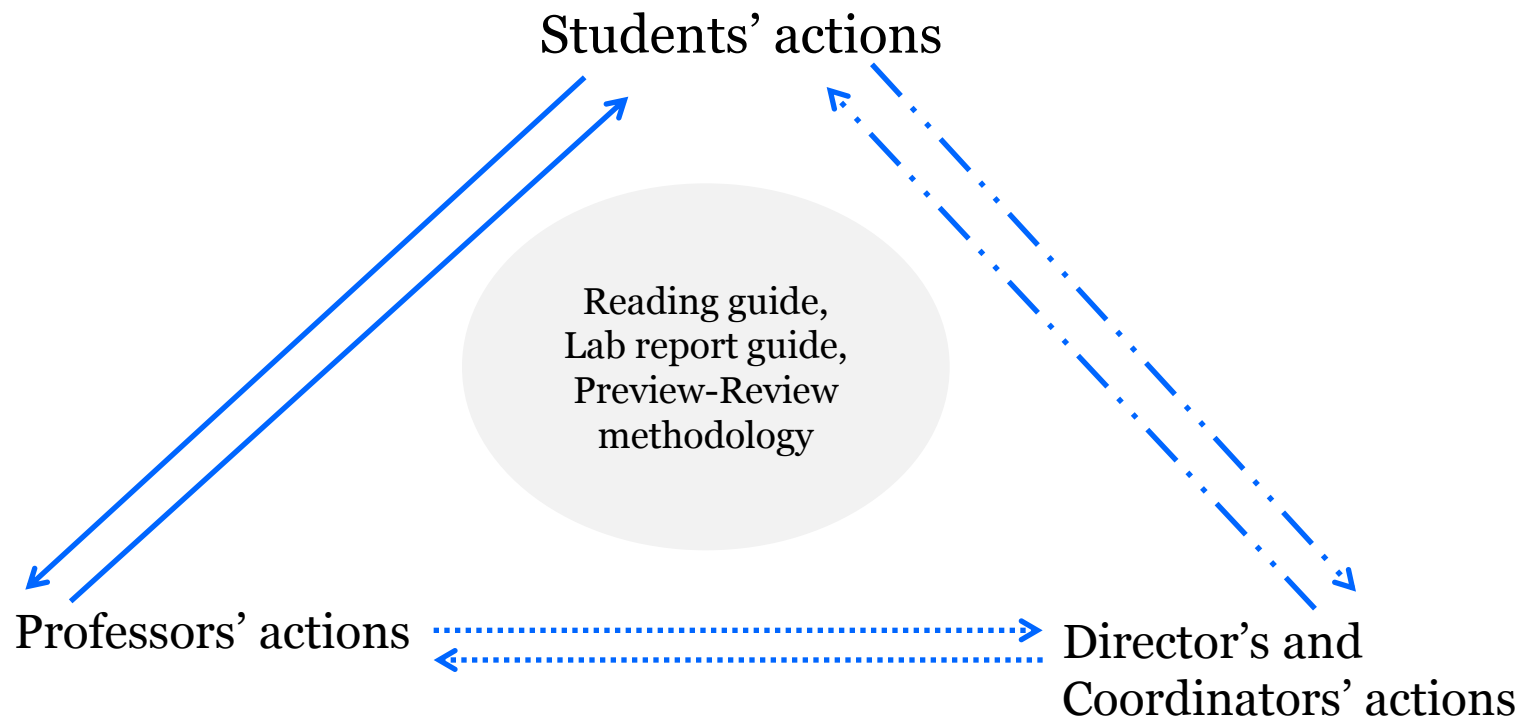 Students’ actions
Reading guide,
Lab report guide,
Preview-Review
methodology
Professors’ actions
Director’s and
Coordinators’ actions